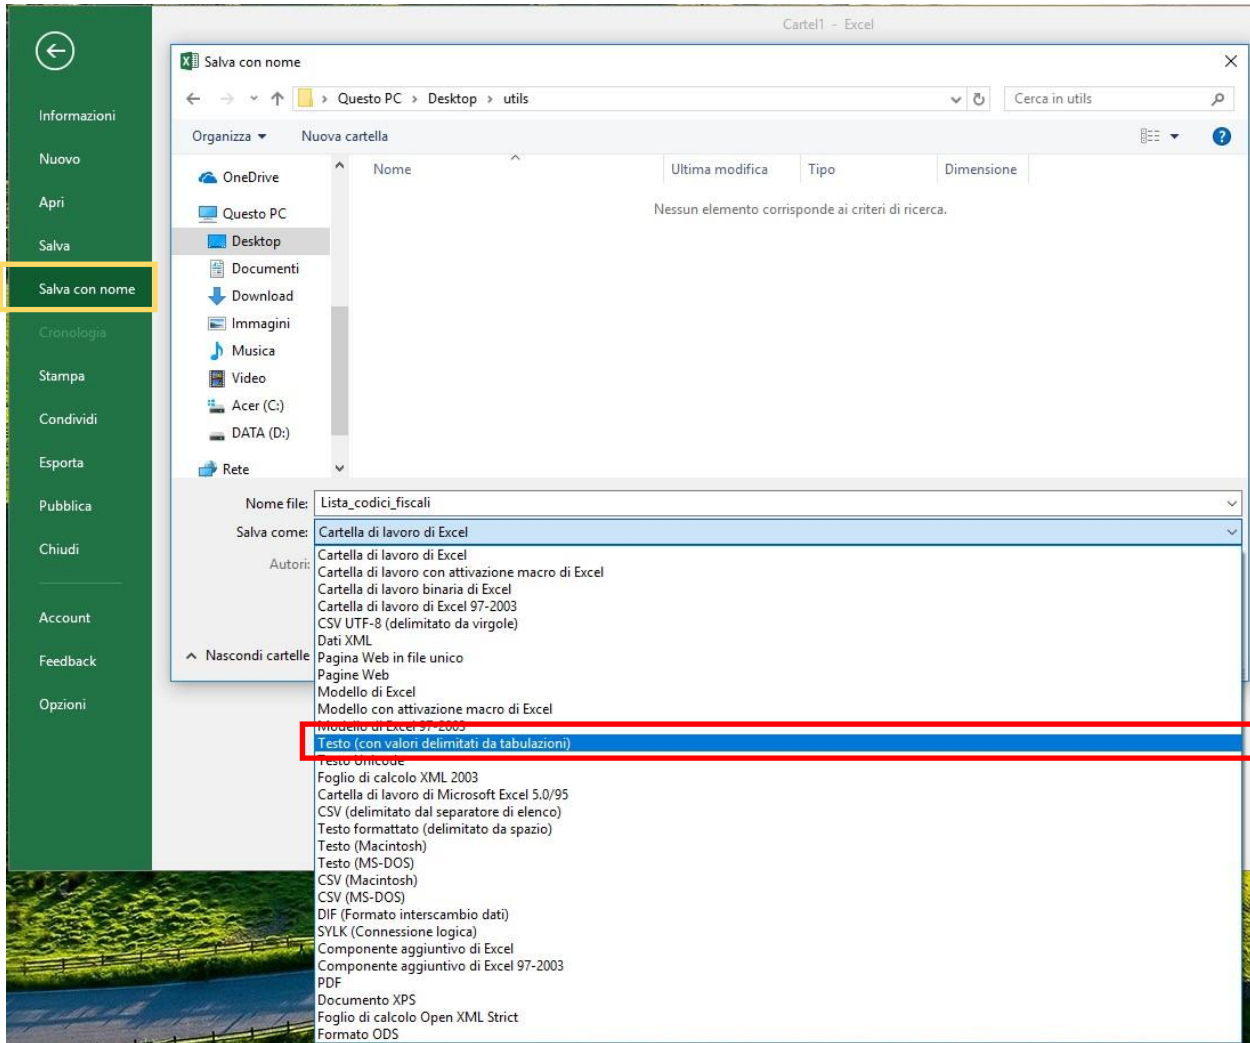 Cartel1 - Excel
Salva con nome
Questo PC > Desktop > utils
Cerca in utils
Organizza
Nuova cartella
Informazioni
Nuovo
Apri
Salva
Salva con nome
Cronologia
Stampa
Condividi
Esporta
Pubblica
Chiudi
Account
Feedback
Opzioni
OneDrive
Questo PC
Desktop
Documenti
Download
Immagini
Musica
Video
Acer (C:)
DATA (D:)
Rete
Nome
Ultima modifica
Tipo
Dimensione
Nessun elemento corrisponde ai criteri di ricerca.
Nome file: Lista_codici_fiscali
Salva come: Cartella di lavoro di Excel
Autori:
Nascondi cartelle
Cartella di lavoro di Excel
Cartella di lavoro con attivazione macro di Excel
Cartella di lavoro binaria di Excel
Cartella di lavoro di Excel 97-2003
CSV UTF-8 (delimitato da virgole)
Dati XML
Pagina Web in file unico
Pagine Web
Modello di Excel
Modello con attivazione macro di Excel
Modello di Excel 97-2003
Testo (con valori delimitati da tabulazioni)
Testo Unicode
Foglio di calcolo XML 2003
Cartella di lavoro di Microsoft Excel 5.0/95
CSV (delimitato dal separatore di elenco)
Testo formattato (delimitato da spazio)
Testo (Macintosh)
Testo (MS-DOS)
CSV (Macintosh)
CSV (MS-DOS)
DIF (Formato interscambio dati)
SYLK (Connessione logica)
Componente aggiuntivo di Excel
Componente aggiuntivo di Excel 97-2003
PDF
Documento XPS
Foglio di calcolo Open XML Strict
Formato ODS